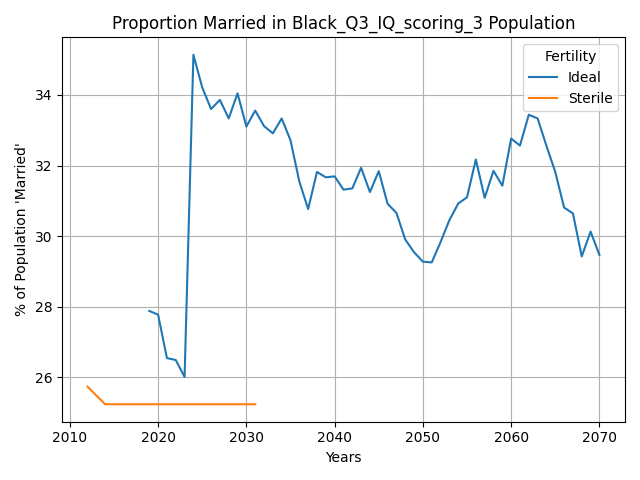 Proportion Married in Black_Q3_IQ_scoring_3 Population
Fertility
Ideal
Sterile
% of Population 'Married'
34
32
30
28
26
2010 2020 2030 2040 2050 2060 2070
Years